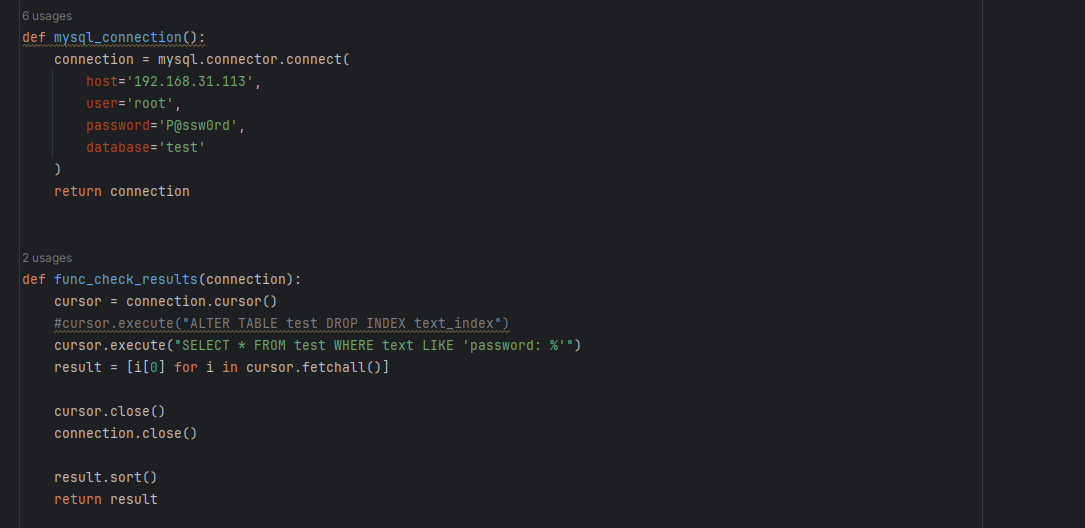 6 usages
def mysql_connection():
    connection = mysql.connector.connect(
        host='192.168.31.113',
        user='root',
        password='P@ssw0rd',
        database='test'
    )
    return connection
2 usages
def func_check_results(connection):
    cursor = connection.cursor()
    #cursor.execute("ALTER TABLE test DROP INDEX text_index")
    cursor.execute("SELECT * FROM test WHERE text LIKE 'password: %'")
    result = [i[0] for i in cursor.fetchall()]
    cursor.close()
    connection.close()
    result.sort()
    return result